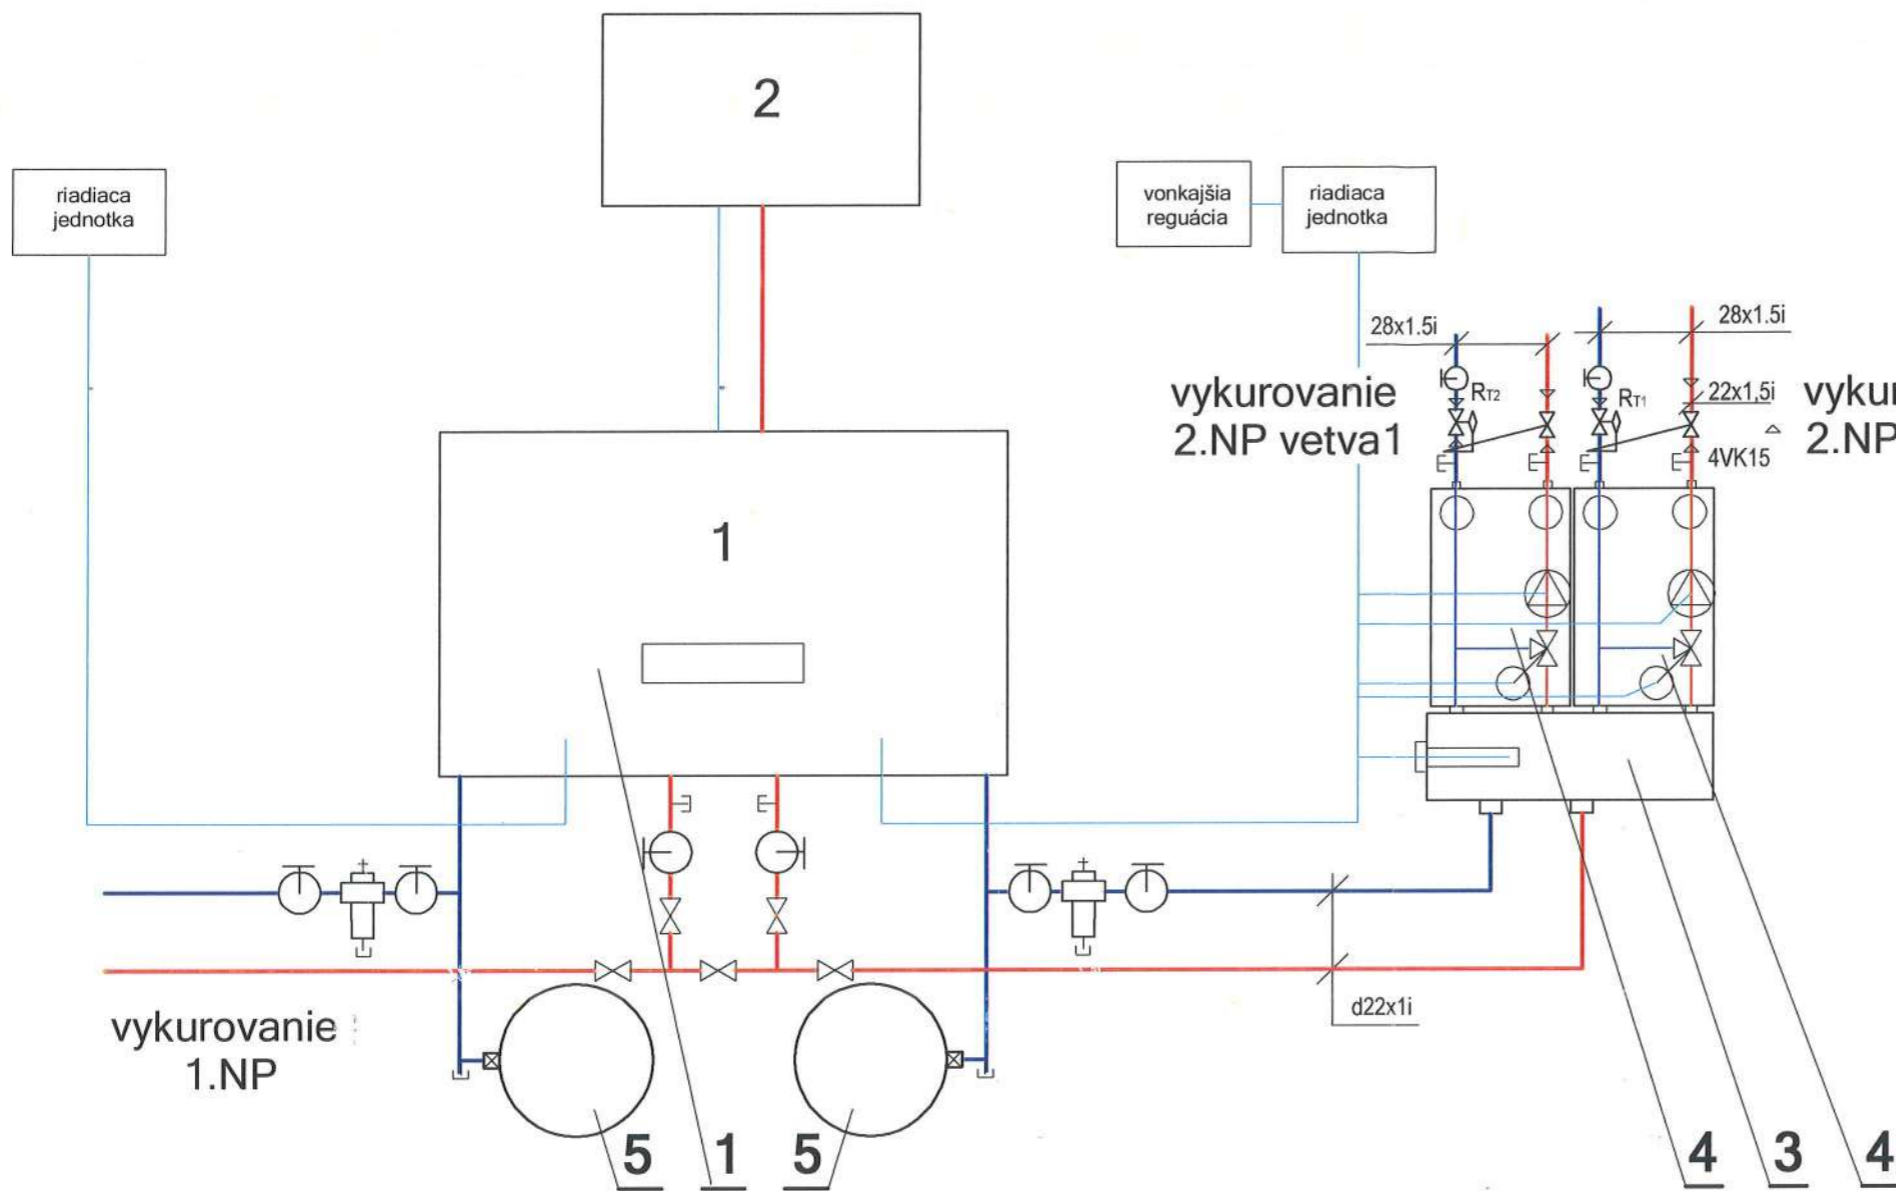 2
riadiaca
jednotka
vonkajšia
reguácia
riadiaca
jednotka
28x1.5i
28x1.5i
vykurovanie
2.NP vetva1
RT2
RT1
22x1,5i
vykur
2.NP
4VK15
1
d22x1i
vykurovanie
1.NP
5
1
5
4
3
4